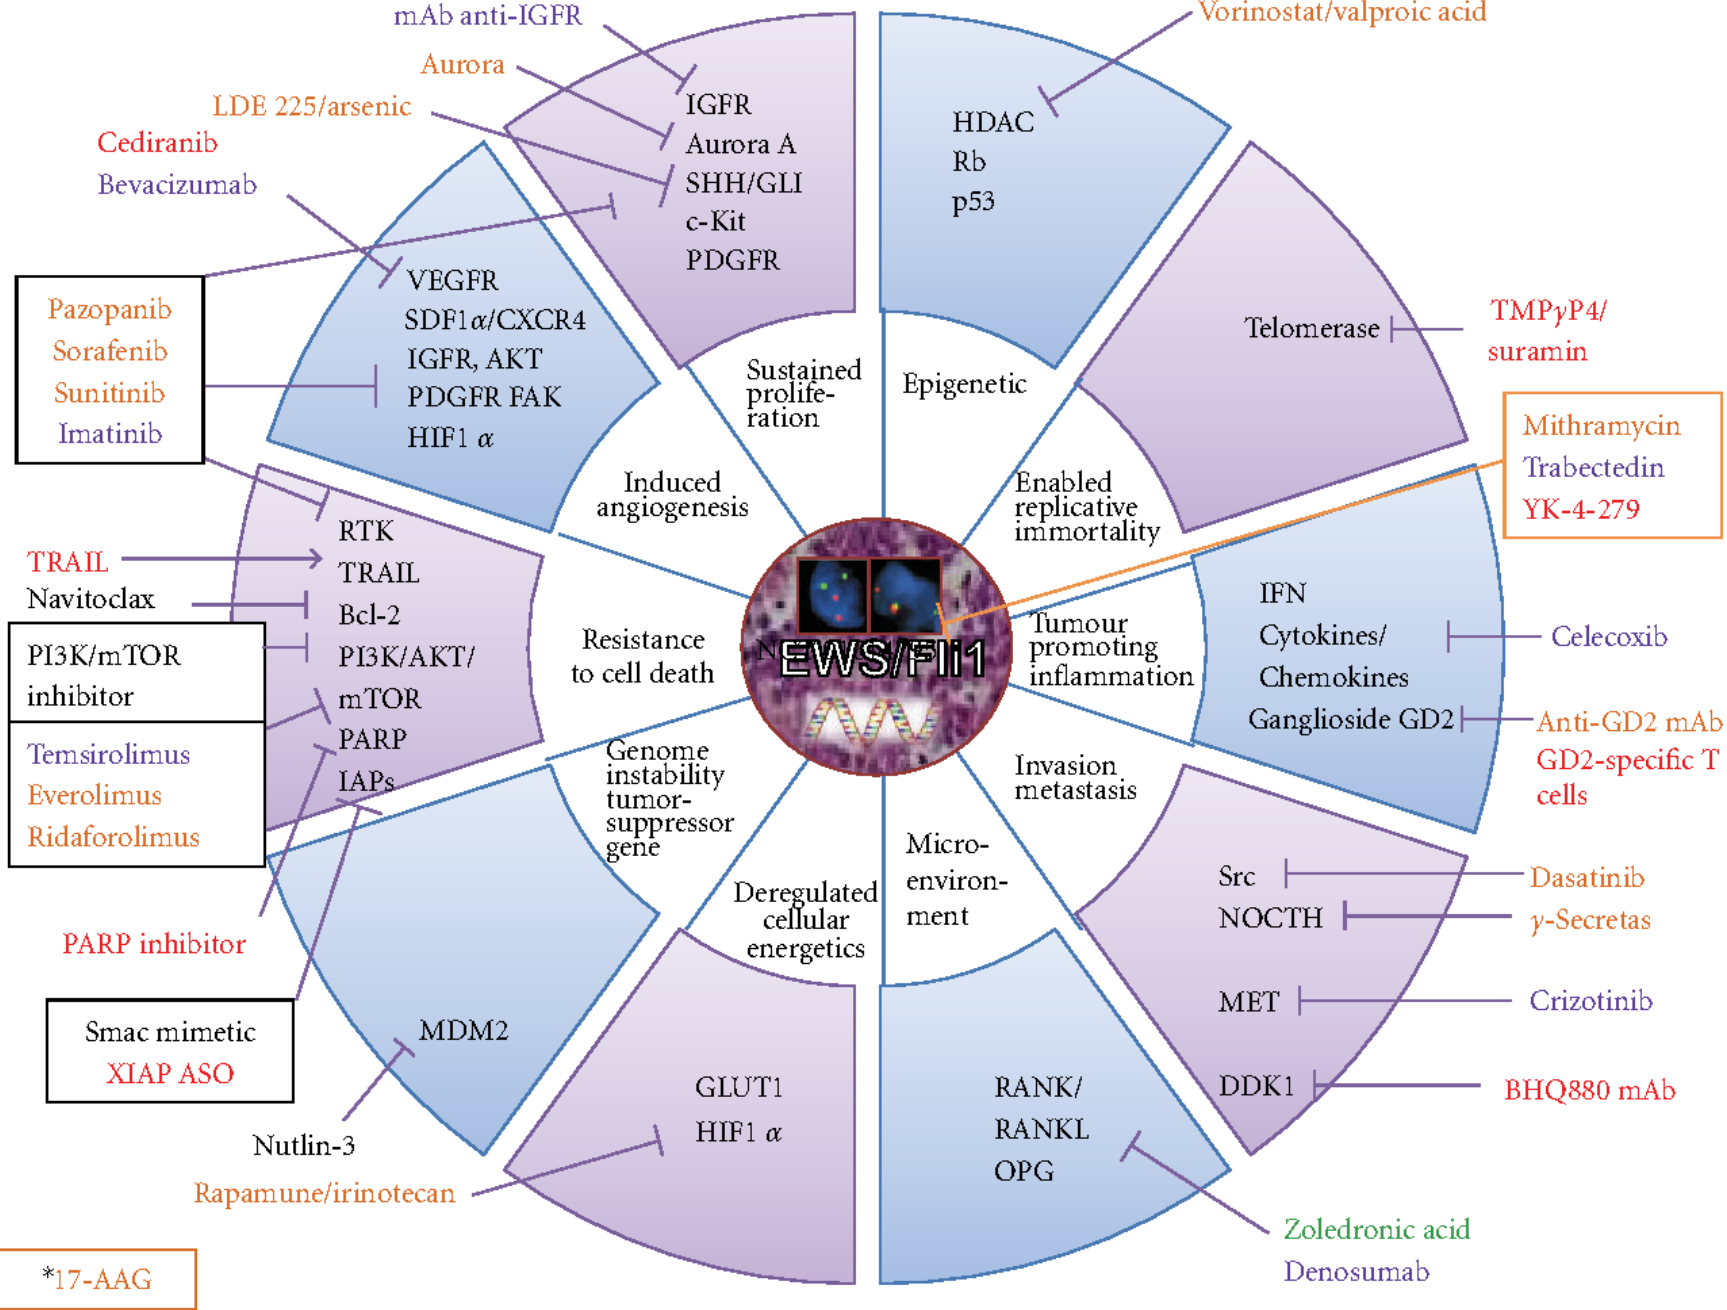 mAb anti-IGFR
Aurora
LDE 225/arsenic
Cediranib
Bevacizumab
Vorinostat/valproic acid
IGFR
Aurora A
SHH/GLI
c-Kit
PDGFR
HDAC
Rb
p53
VEGFR
SDF1α/CXCR4
IGFR, AKT
PDGFR FAK
HIF1 α
Pazopanib
Sorafenib
Sunitinib
Imatinib
Telomerase
TMPγP4/
suramin
Mithramycin
Trabectedin
YK-4-279
Sustained
prolife-
ration
Epigenetic
Induced
angiogenesis
Enabled
replicative
immortality
RTK
TRAIL
Bcl-2
PI3K/AKT/
mTOR
PARP
IAPs
TRAIL
Navitoclax
PI3K/mTOR
inhibitor
Temsirolimus
Everolimus
Ridaforolimus
Resistance
to cell death
EWS/Fli1
Tumour
promoting
inflammation
IFN
Cytokines/
Chemokines
Ganglioside GD2
Celecoxib
Anti-GD2 mAb
GD2-specific T
cells
Genome
instability
tumor-
suppressor
gene
Invasion
metastasis
Deregulated
cellular
energetics
Micro-
environ-
ment
Src
NOCTH
MET
DDK1
Dasatinib
γ-Secretas
Crizotinib
BHQ880 mAb
PARP inhibitor
Smac mimetic
XIAP ASO
MDM2
Nutlin-3
Rapamune/irinotecan
GLUT1
HIF1 α
RANK/
RANKL
OPG
Zoledronic acid
Denosumab
*17-AAG